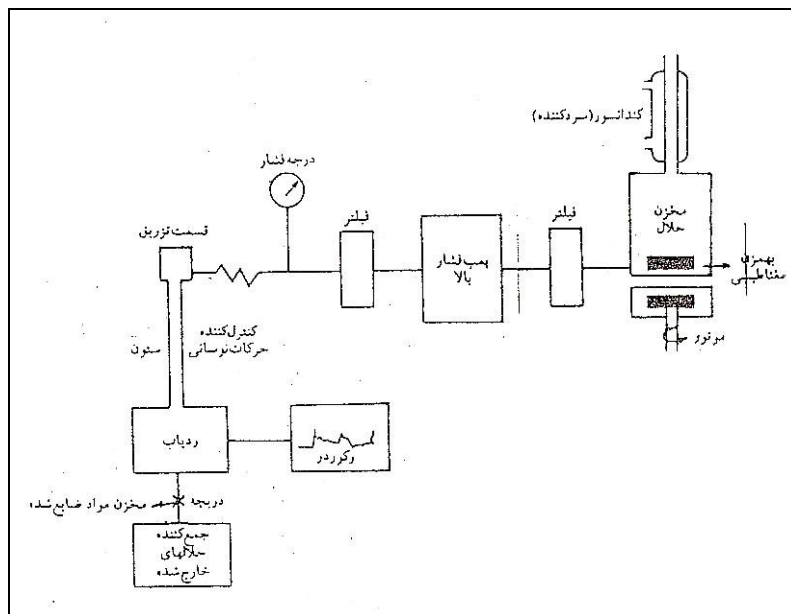 کندانسور(سردکننده)
درجه فشار
فیلتر
فیلتر
مخزن
حلال
قسمت تزریق
پمپ فشار
بالا
بهمزن
مغناطیسی
موتور
کنترل‌کننده
حرکات نوسانی
ستون
ردیاب
رکوردر
دریچه
مخزن مواد ضایع شده
جمع‌کننده
حلالهای
خارج شده